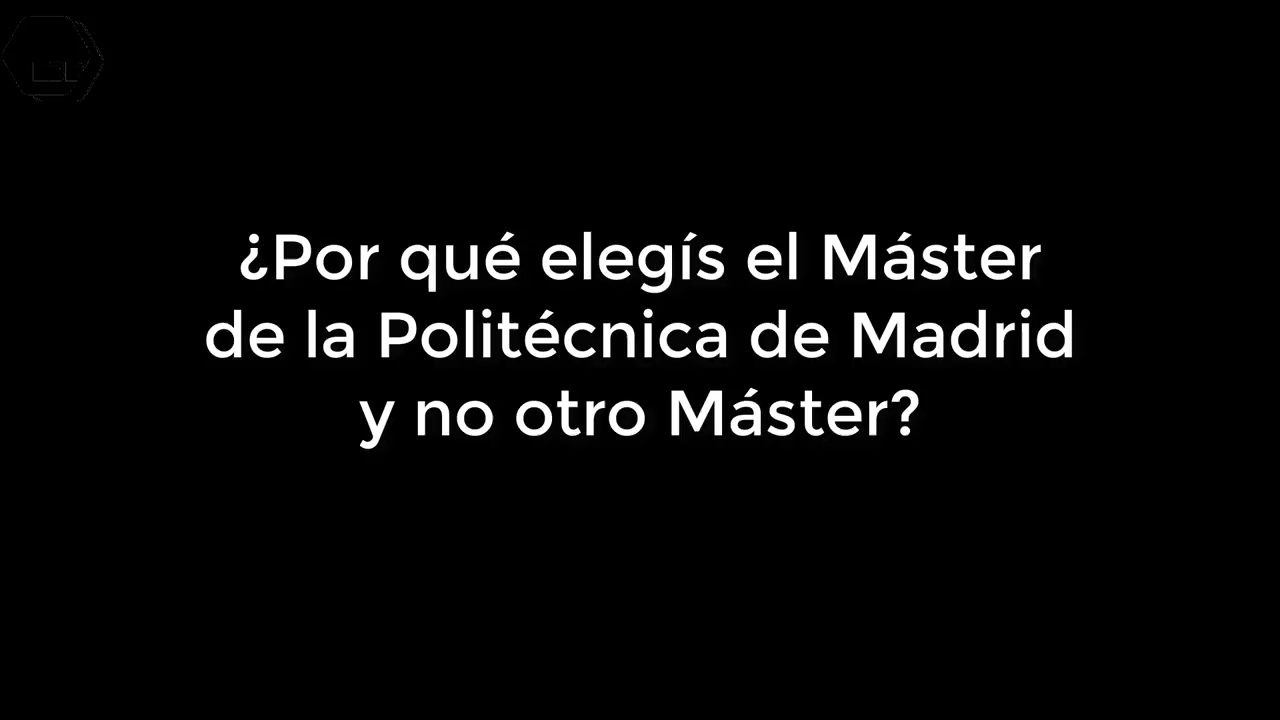 ¿Por qué elegís el Máster
de la Politécnica de Madrid
y no otro Máster?